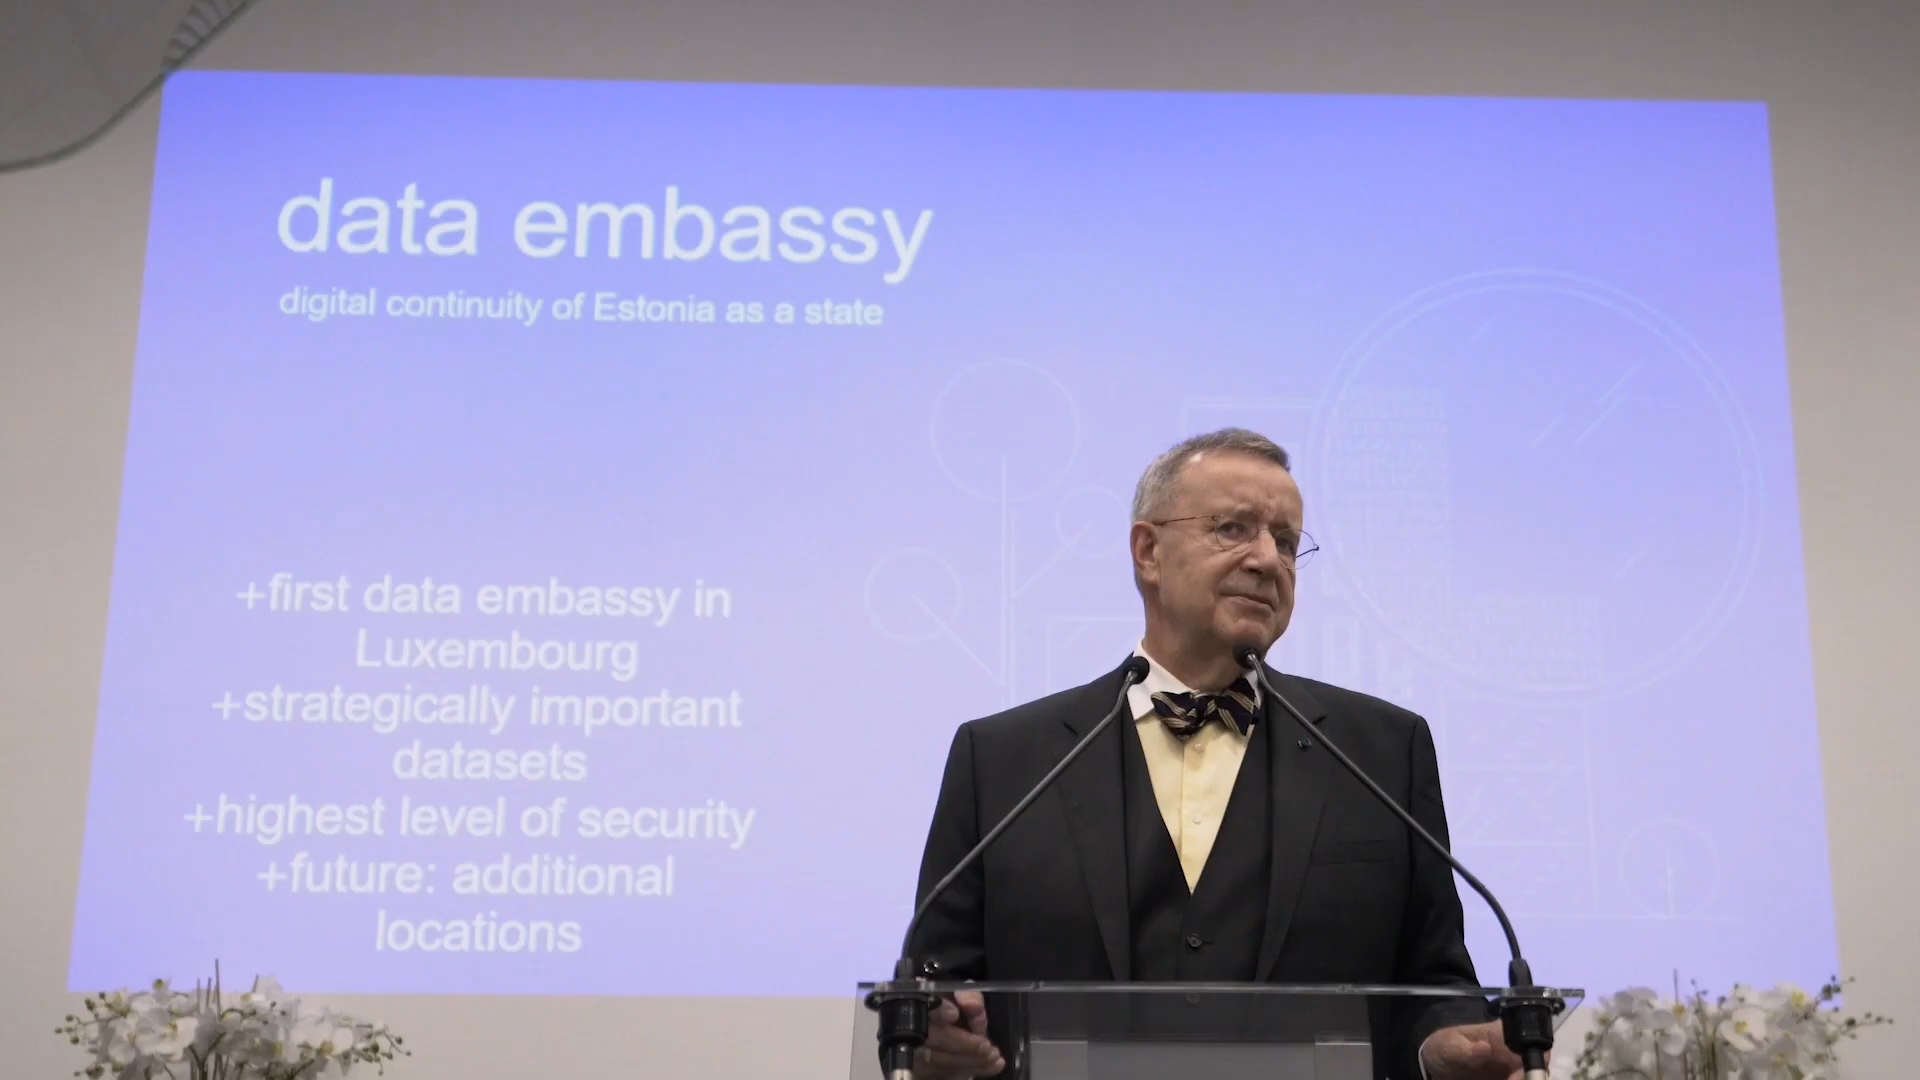 data embassy
digital continuity of Estonia as a state
+first data embassy in
Luxembourg
+strategically important
datasets
+highest level of security
+future: additional
locations